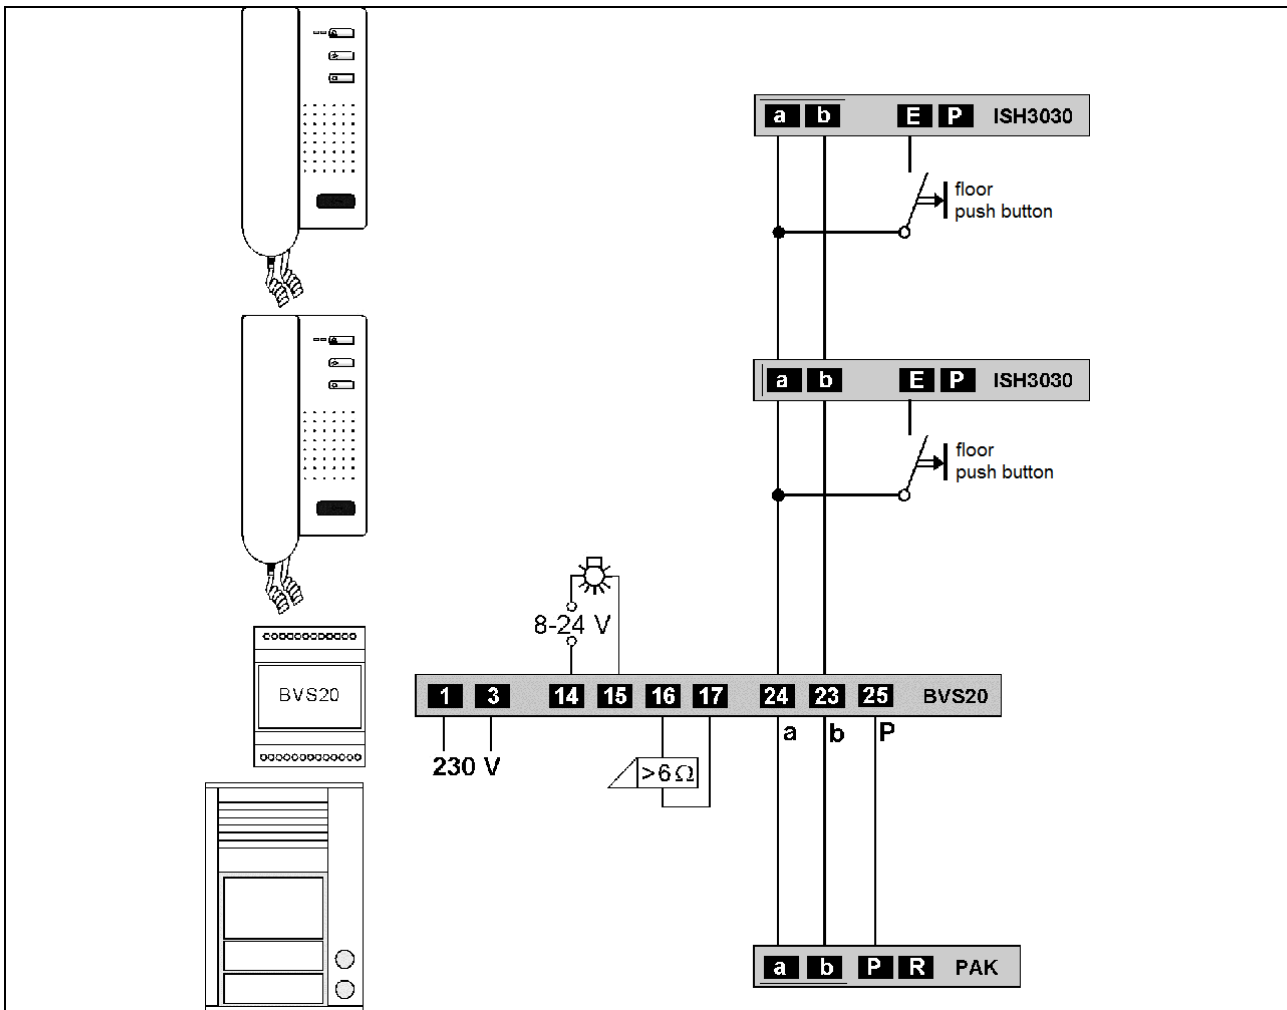 a b E P ISH3030
floor
push button
a b E P ISH3030
floor
push button
8-24 V
BVS20
1 3 14 15 16 17 24 23 25 BVS20
a b P
230 V
>6 Ω
a b P R PAK